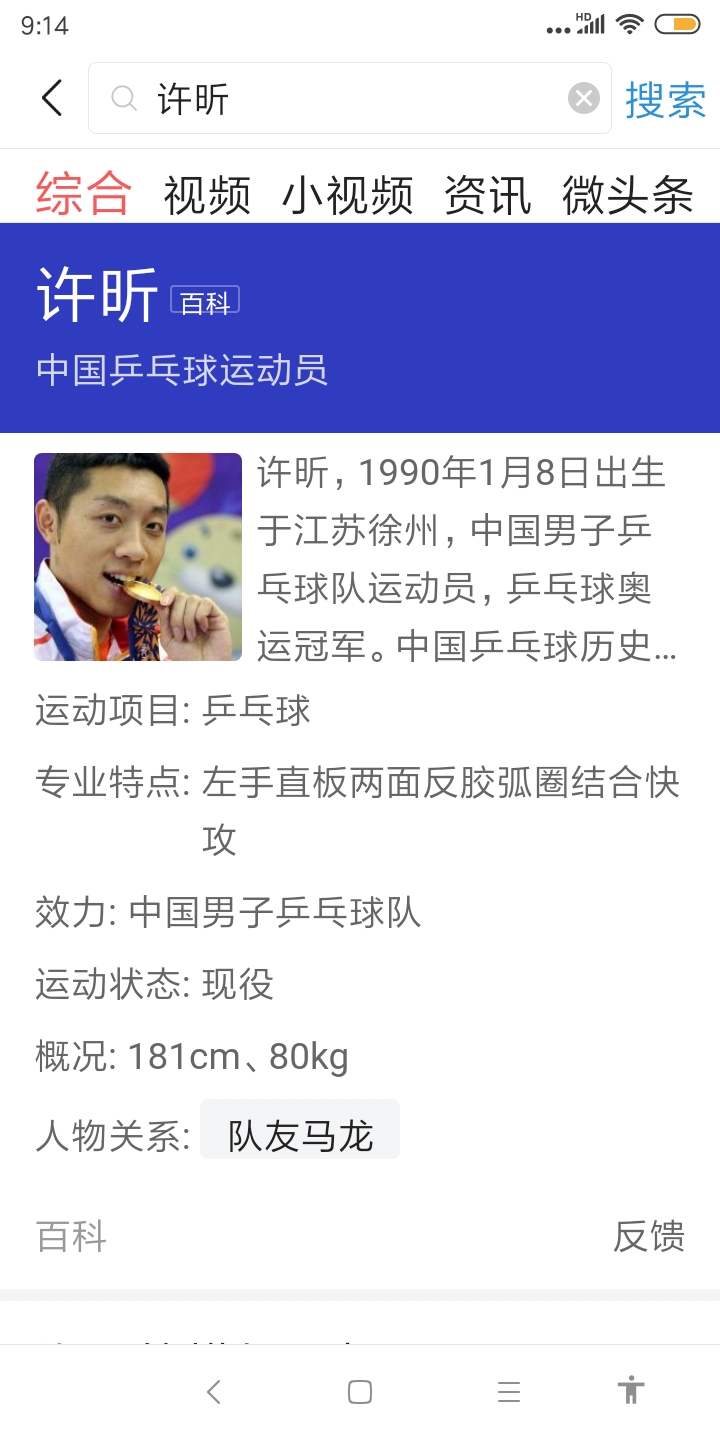 9:14
HD
许昕
搜索
综合 视频 小视频 资讯 微头条
许昕 百科
中国乒乓球运动员
许昕，1990年1月8日出生
于江苏徐州，中国男子乒
乓球队运动员，乒乓球奥
运冠军。中国乒乓球历史...
运动项目: 乒乓球
专业特点: 左手直板两面反胶弧圈结合快
攻
效力: 中国男子乒乓球队
运动状态: 现役
概况: 181cm、80kg
人物关系: 队友马龙
百科
反馈